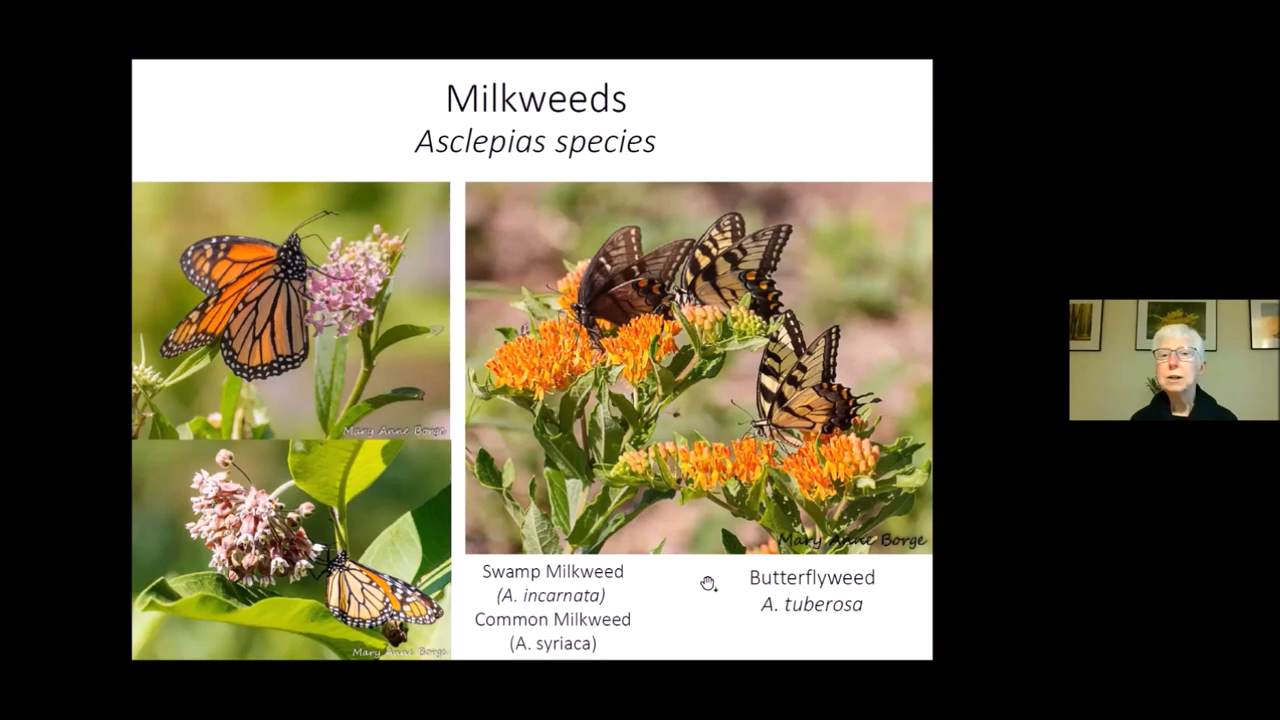 Milkweeds
Asclepias species
Mary Anne Borge
Mary Anne Borge
Mary Anne Borge
Swamp Milkweed
(A. incarnata)
Common Milkweed
(A. syriaca)
Butterflyweed
A. tuberosa